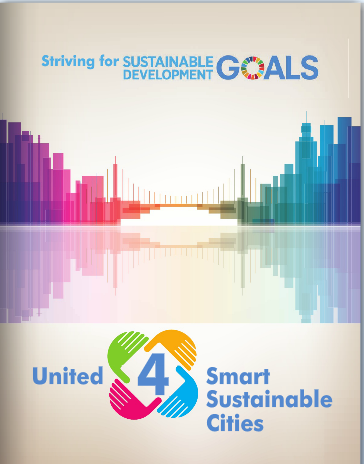 Striving for SUSTAINABLE
DEVELOPMENT GOALS
United 4 Smart
Sustainable
Cities